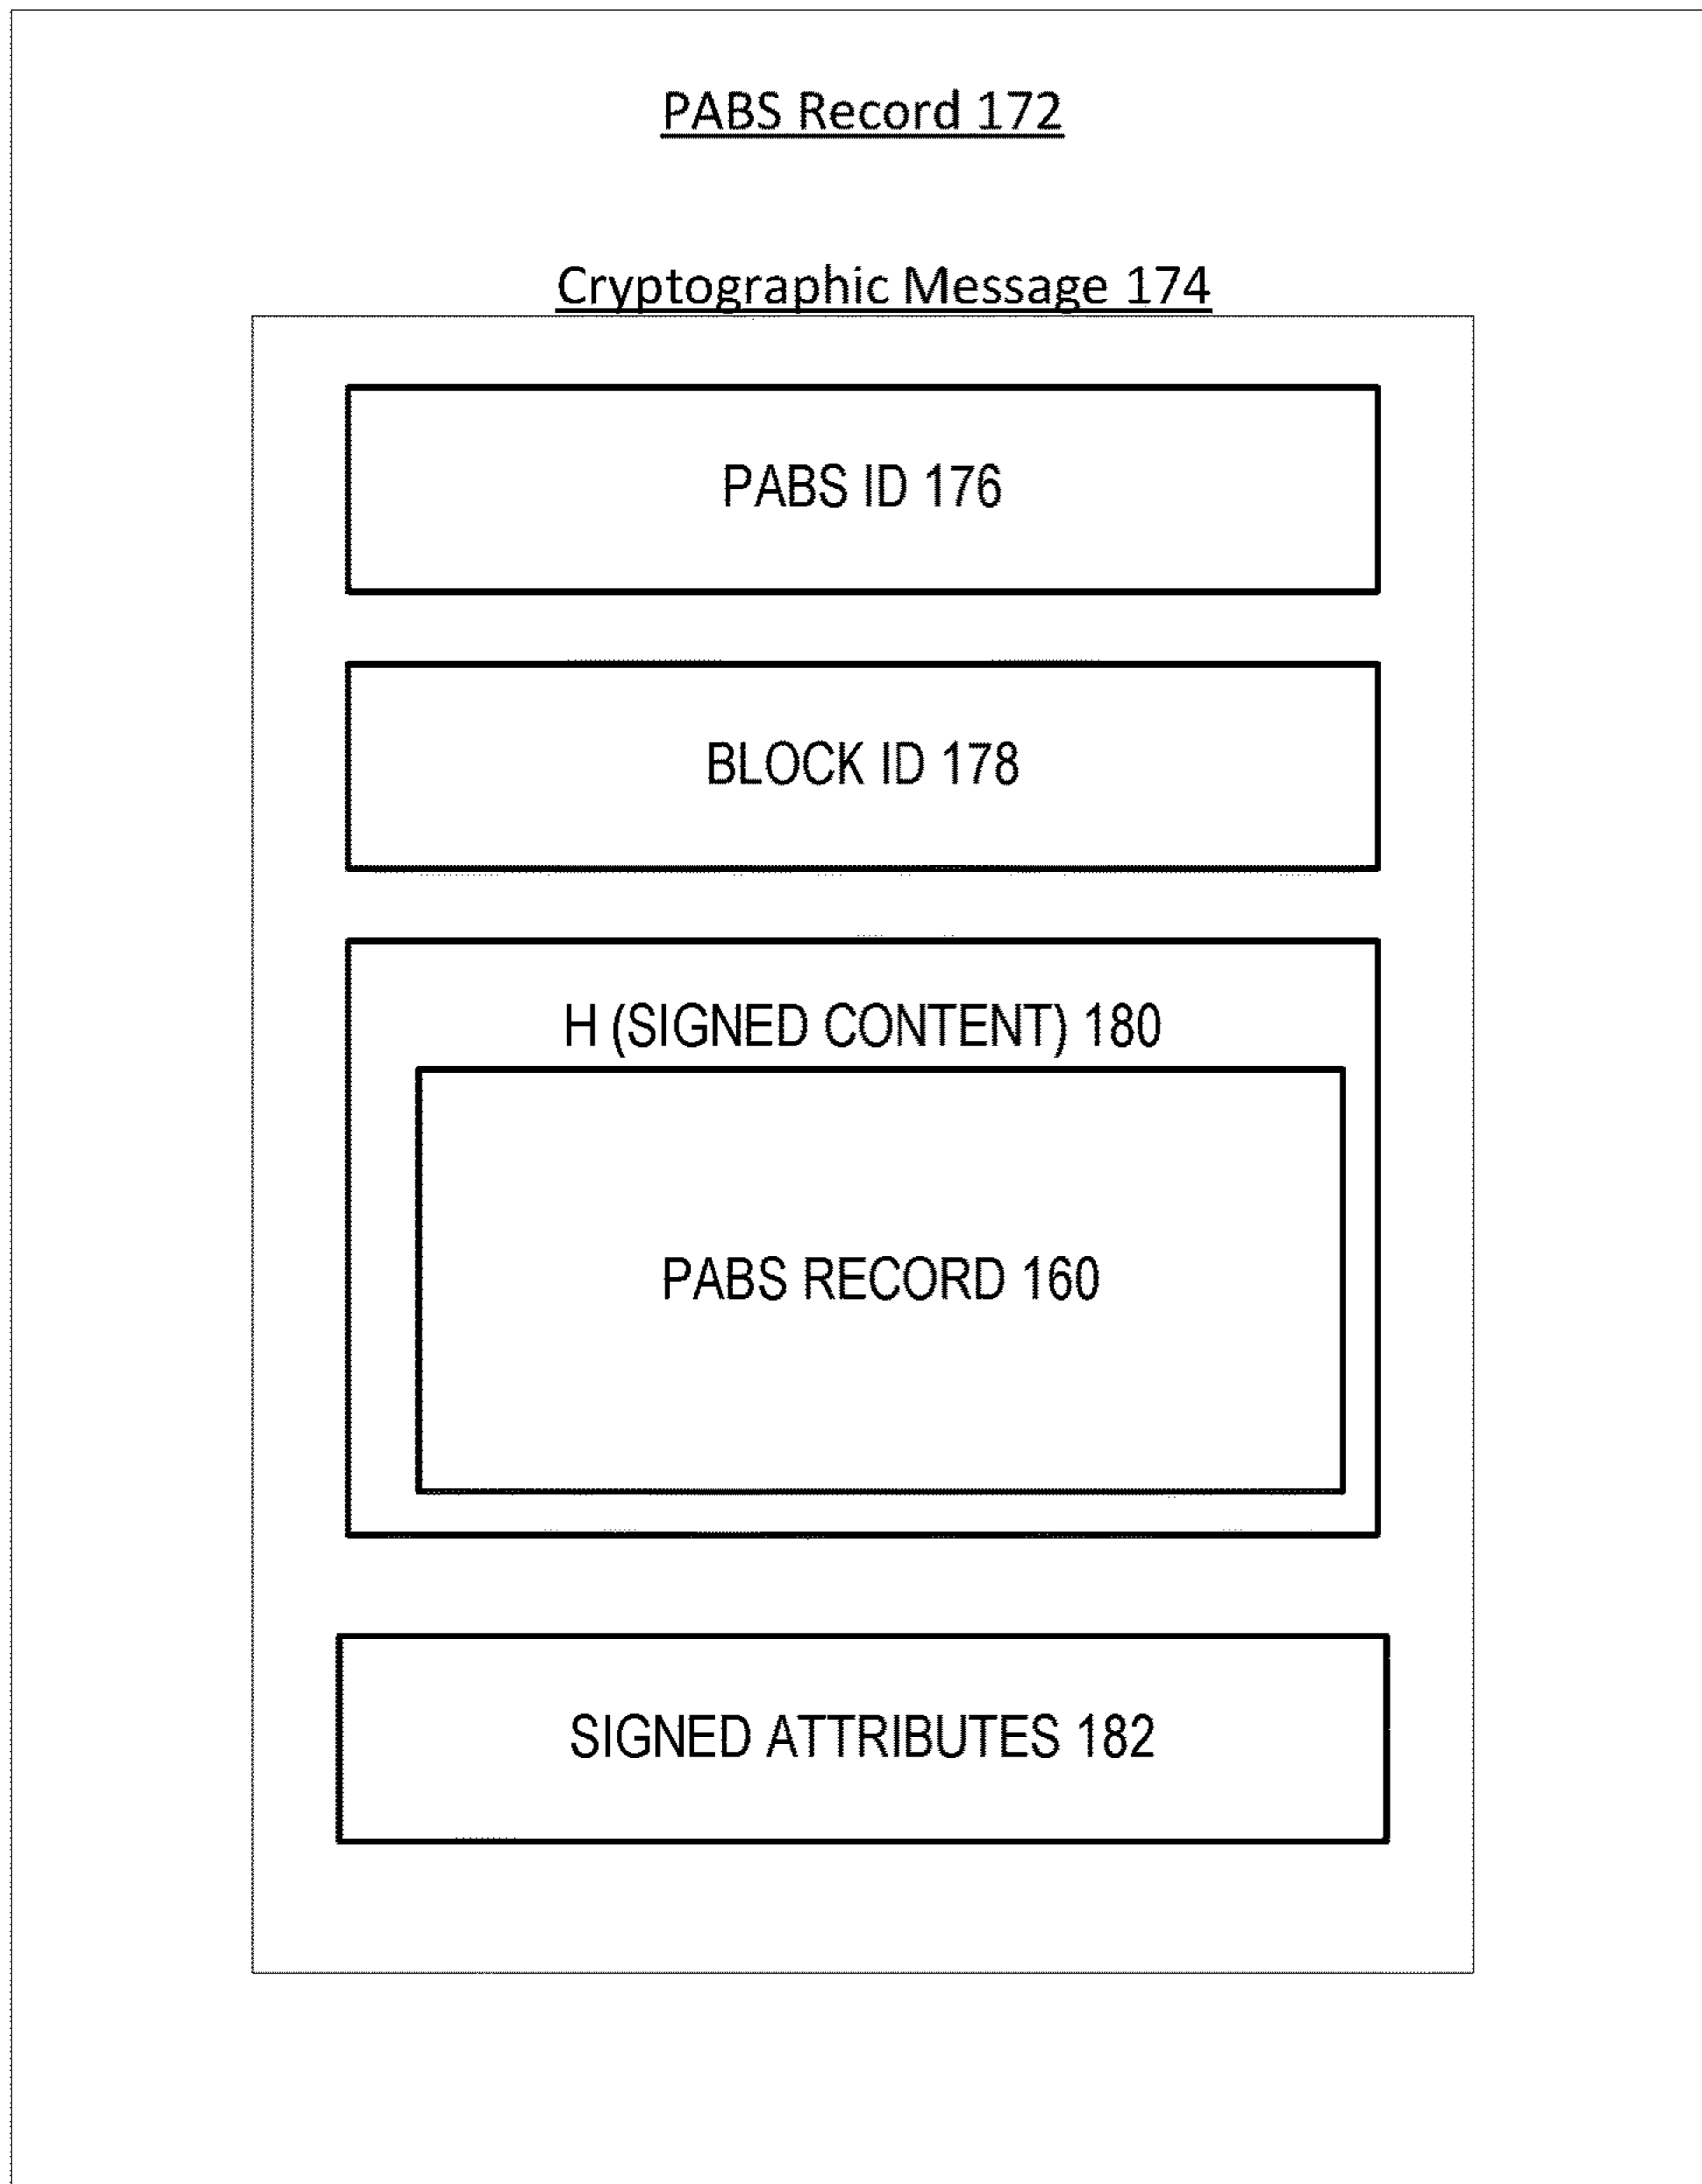 PABS Record 172
Cryptographic Message 174
PABS ID 176
BLOCK ID 178
H (SIGNED CONTENT) 180
PABS RECORD 160
SIGNED ATTRIBUTES 182